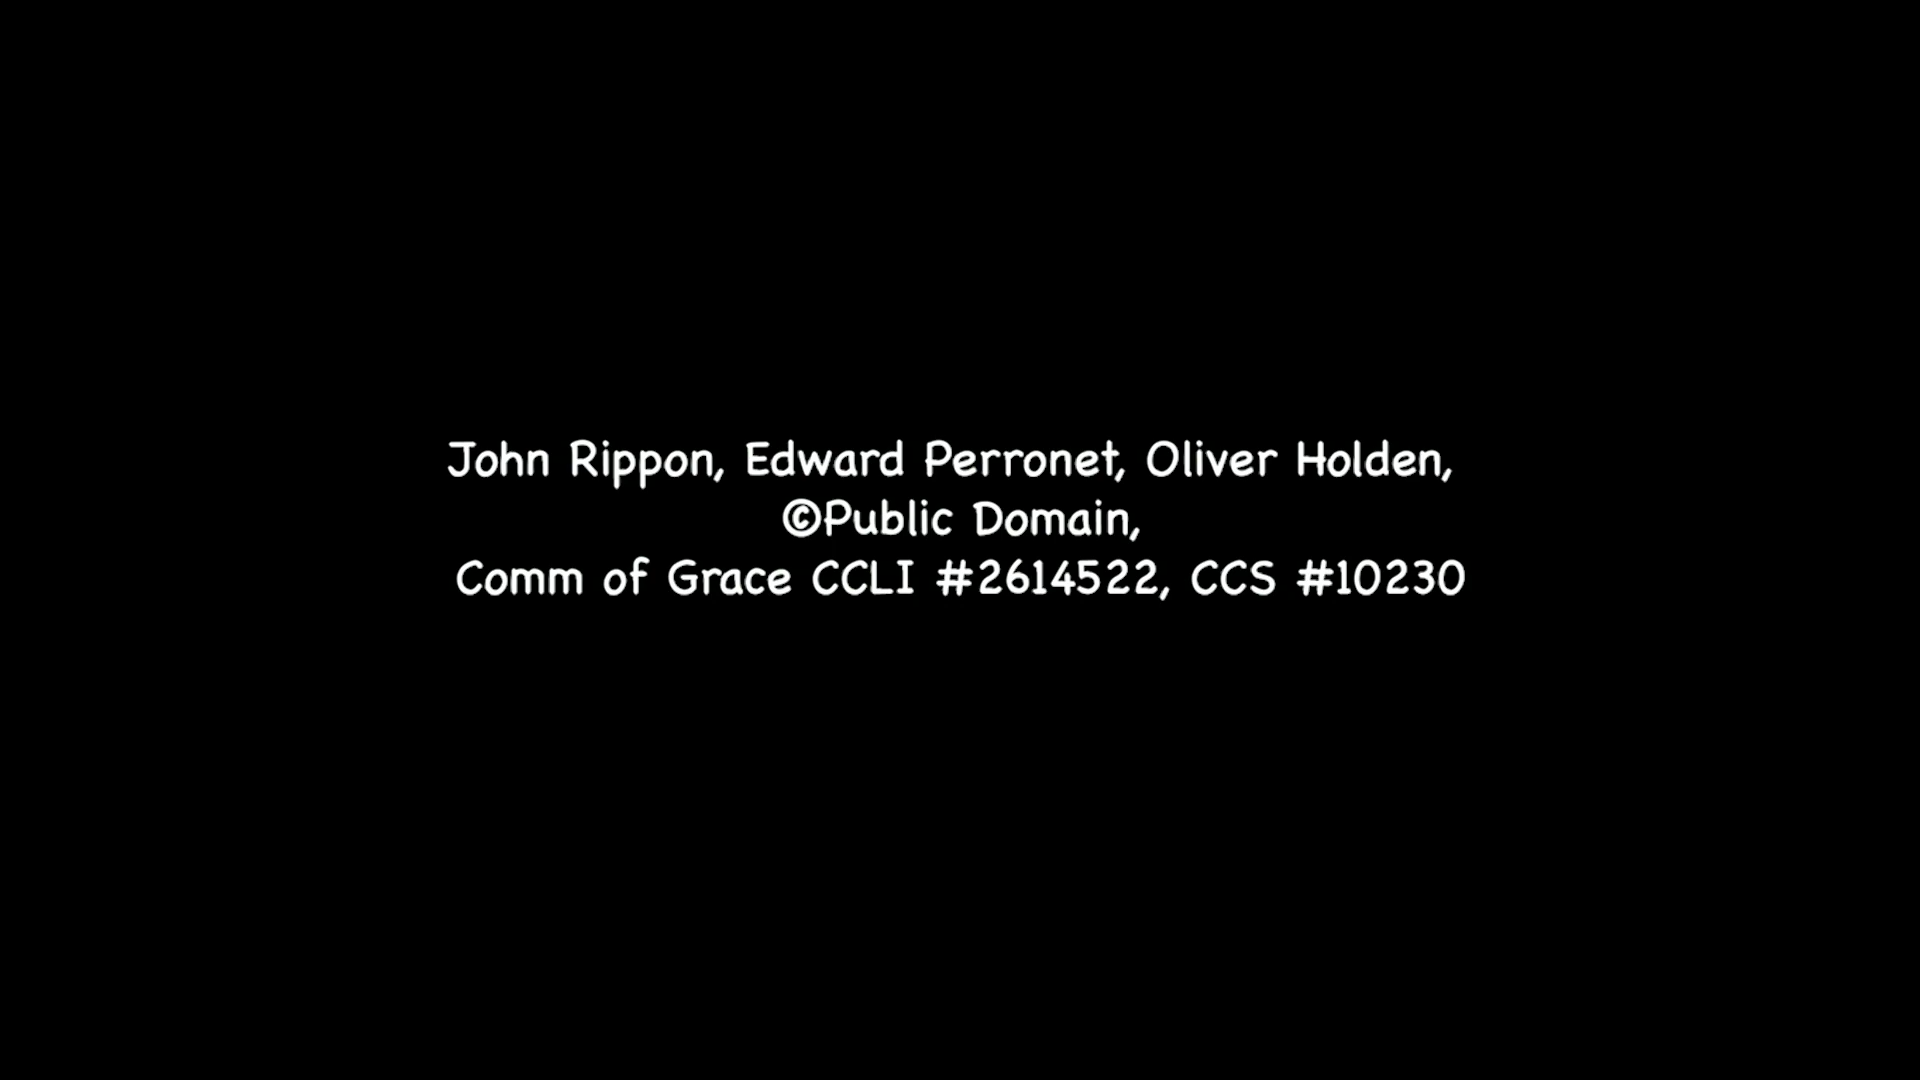 John Rippon, Edward Perronet, Oliver Holden,
©Public Domain,
Comm of Grace CCLI #2614522, CCS #10230